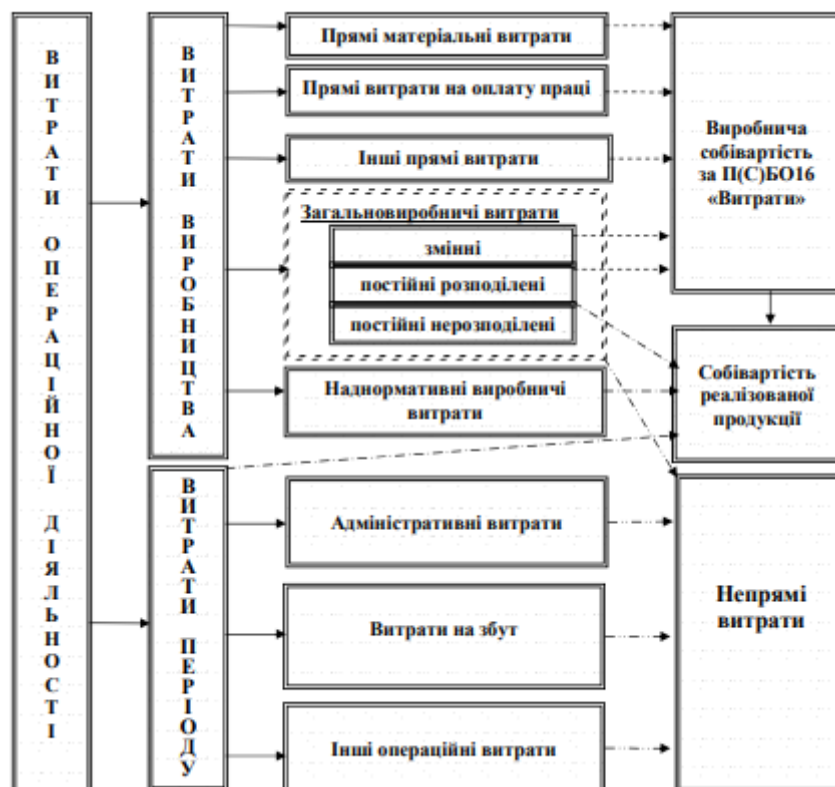 ВИТРАТИ ОПЕРАЦІЙНОЇ ДІЯЛЬНОСТІ
ВИТРАТИ ВИРОБНИЦТВА
Прямі матеріальні витрати
Прямі витрати на оплату праці
Інші прямі витрати
Загальновиробничі витрати
змінні
постійні розподілені
постійні нерозподілені
Наднормативні виробничі
витрати
Виробнича
собівартість
за П(С)БО16
«Витрати»
Собівартість
реалізованої
продукції
ВИТРАТИ ПЕРІОДУ
Адміністративні витрати
Витрати на збут
Інші операційні витрати
Непрямі
витрати